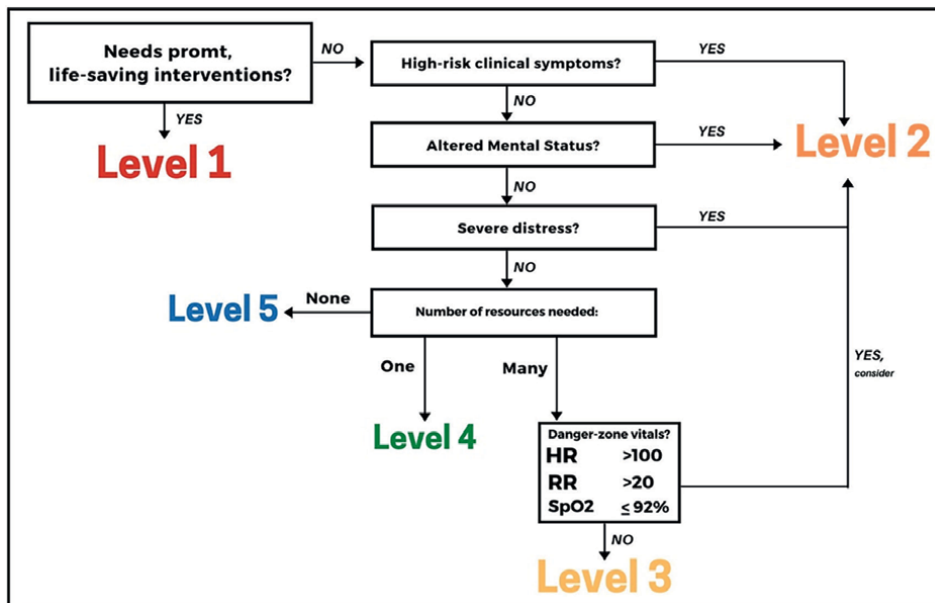 Needs promt,
life-saving interventions?
NO
High-risk clinical symptoms?
YES
YES
Level 1
NO
Altered Mental Status?
YES
Level 2
NO
Severe distress?
YES
NO
Level 5
None
Number of resources needed:
One
Many
YES,
consider
Level 4
Danger-zone vitals?
HR >100
RR >20
SpO2 ≤ 92%
NO
Level 3